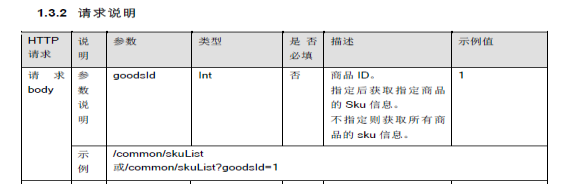 1.3.2 请求说明
HTTP 说 参数 类型 是否 描述 示例值
请求 明 必填
请求 参 goodsId Int 否 商品 ID。 1
body 数 指定后获取指定商品
说 的 Sku 信息。
明 不指定则获取所有商
品的 sku 信息。
示 /common/skuList
例 或/common/skuList?goodsId=1